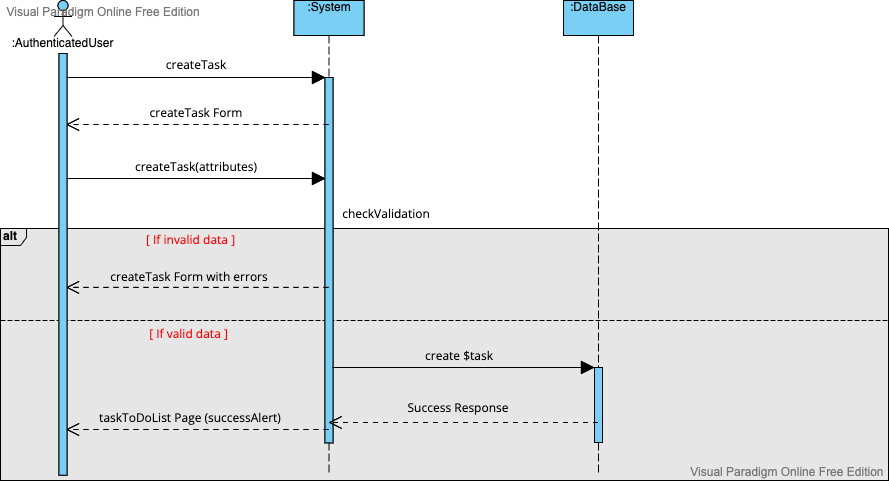 Visual Paradigm Online Free Edition
:System
:DataBase
:AuthenticatedUser
createTask
createTask Form
createTask(attributes)
checkValidation
alt
[ If invalid data ]
createTask Form with errors
[ If valid data ]
create $task
Success Response
taskToDoList Page (successAlert)
Visual Paradigm Online Free Edition